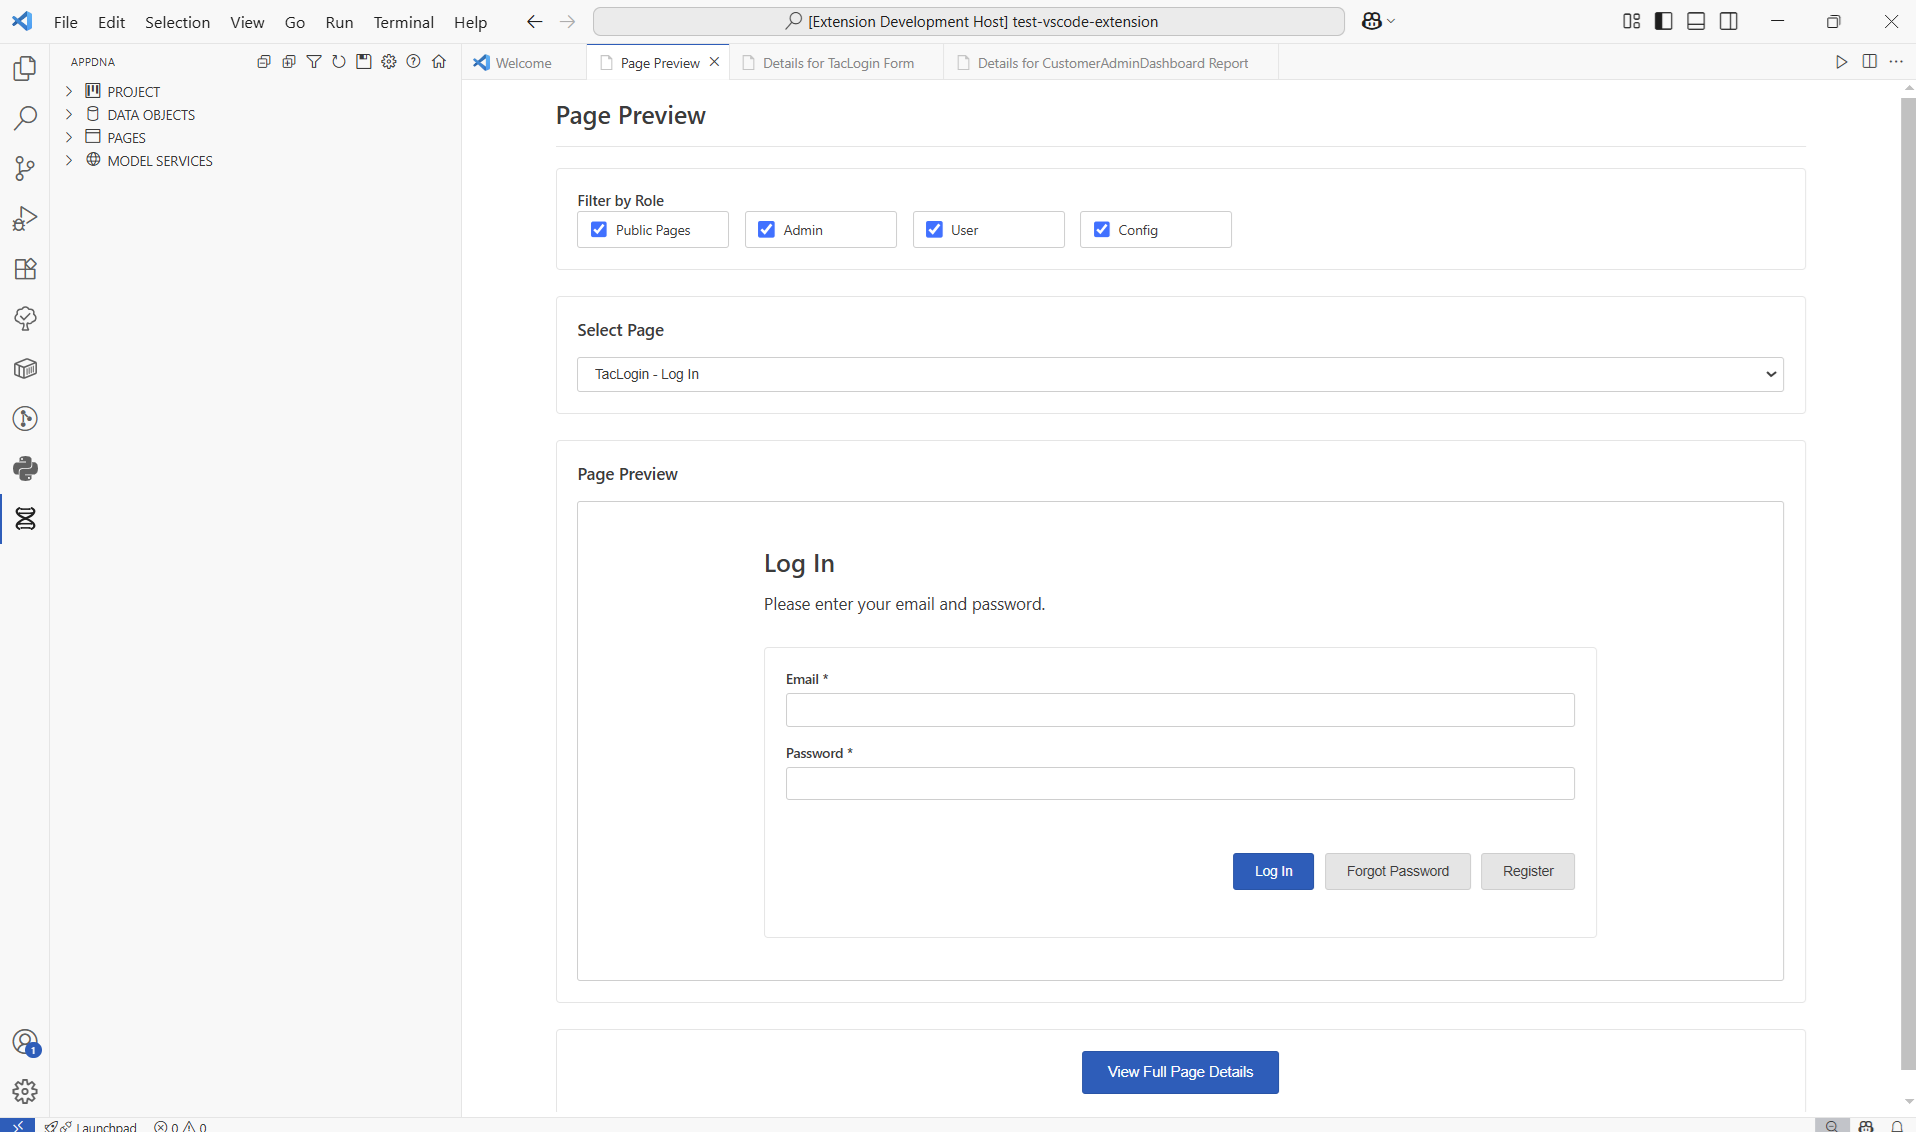 File Edit Selection View Go Run Terminal Help
[Extension Development Host] test-vscode-extension
APPDNA
Welcome
Page Preview
Details for TacLogin Form
Details for CustomerAdminDashboard Report
PROJECT
DATA OBJECTS
PAGES
MODEL SERVICES
Page Preview
Filter by Role
Public Pages
Admin
User
Config
Select Page
TacLogin - Log In
Page Preview
Log In
Please enter your email and password.
Email *
Password *
Log In
Forgot Password
Register
View Full Page Details
1
Launchpad 0 0